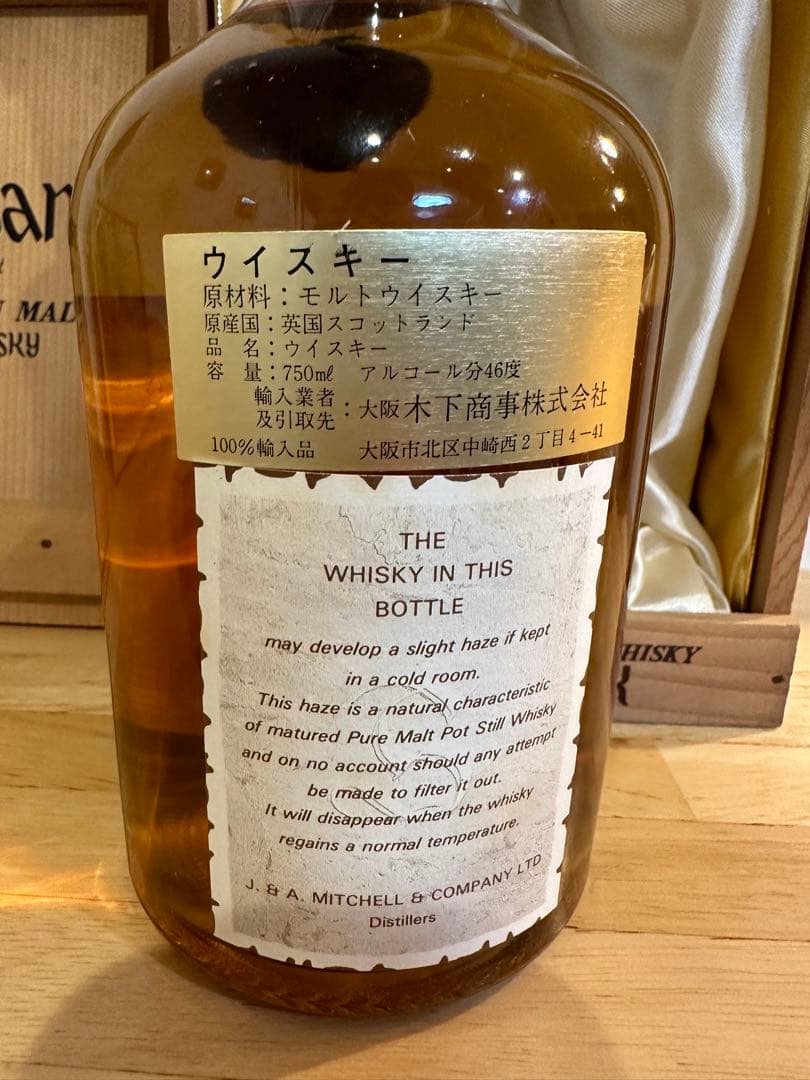 ウイスキー
原材料：モルトウイスキー
原産国：英国スコットランド
品 名：ウイスキー
容 量：750㎖ アルコール分46度
輸入業者
及引取先：大阪 木下商事株式会社
100%輸入品 大阪市北区中崎西2丁目4-41
THE
WHISKY IN THIS
BOTTLE
may develop a slight haze if kept
in a cold room.
This haze is a natural characteristic
of matured Pure Malt Pot Still Whisky
and on no account should any attempt
be made to filter it out.
It will disappear when the whisky
regains a normal temperature.
J. & A. MITCHELL & COMPANY LTD
Distillers
MAL
SKY
WHISKY